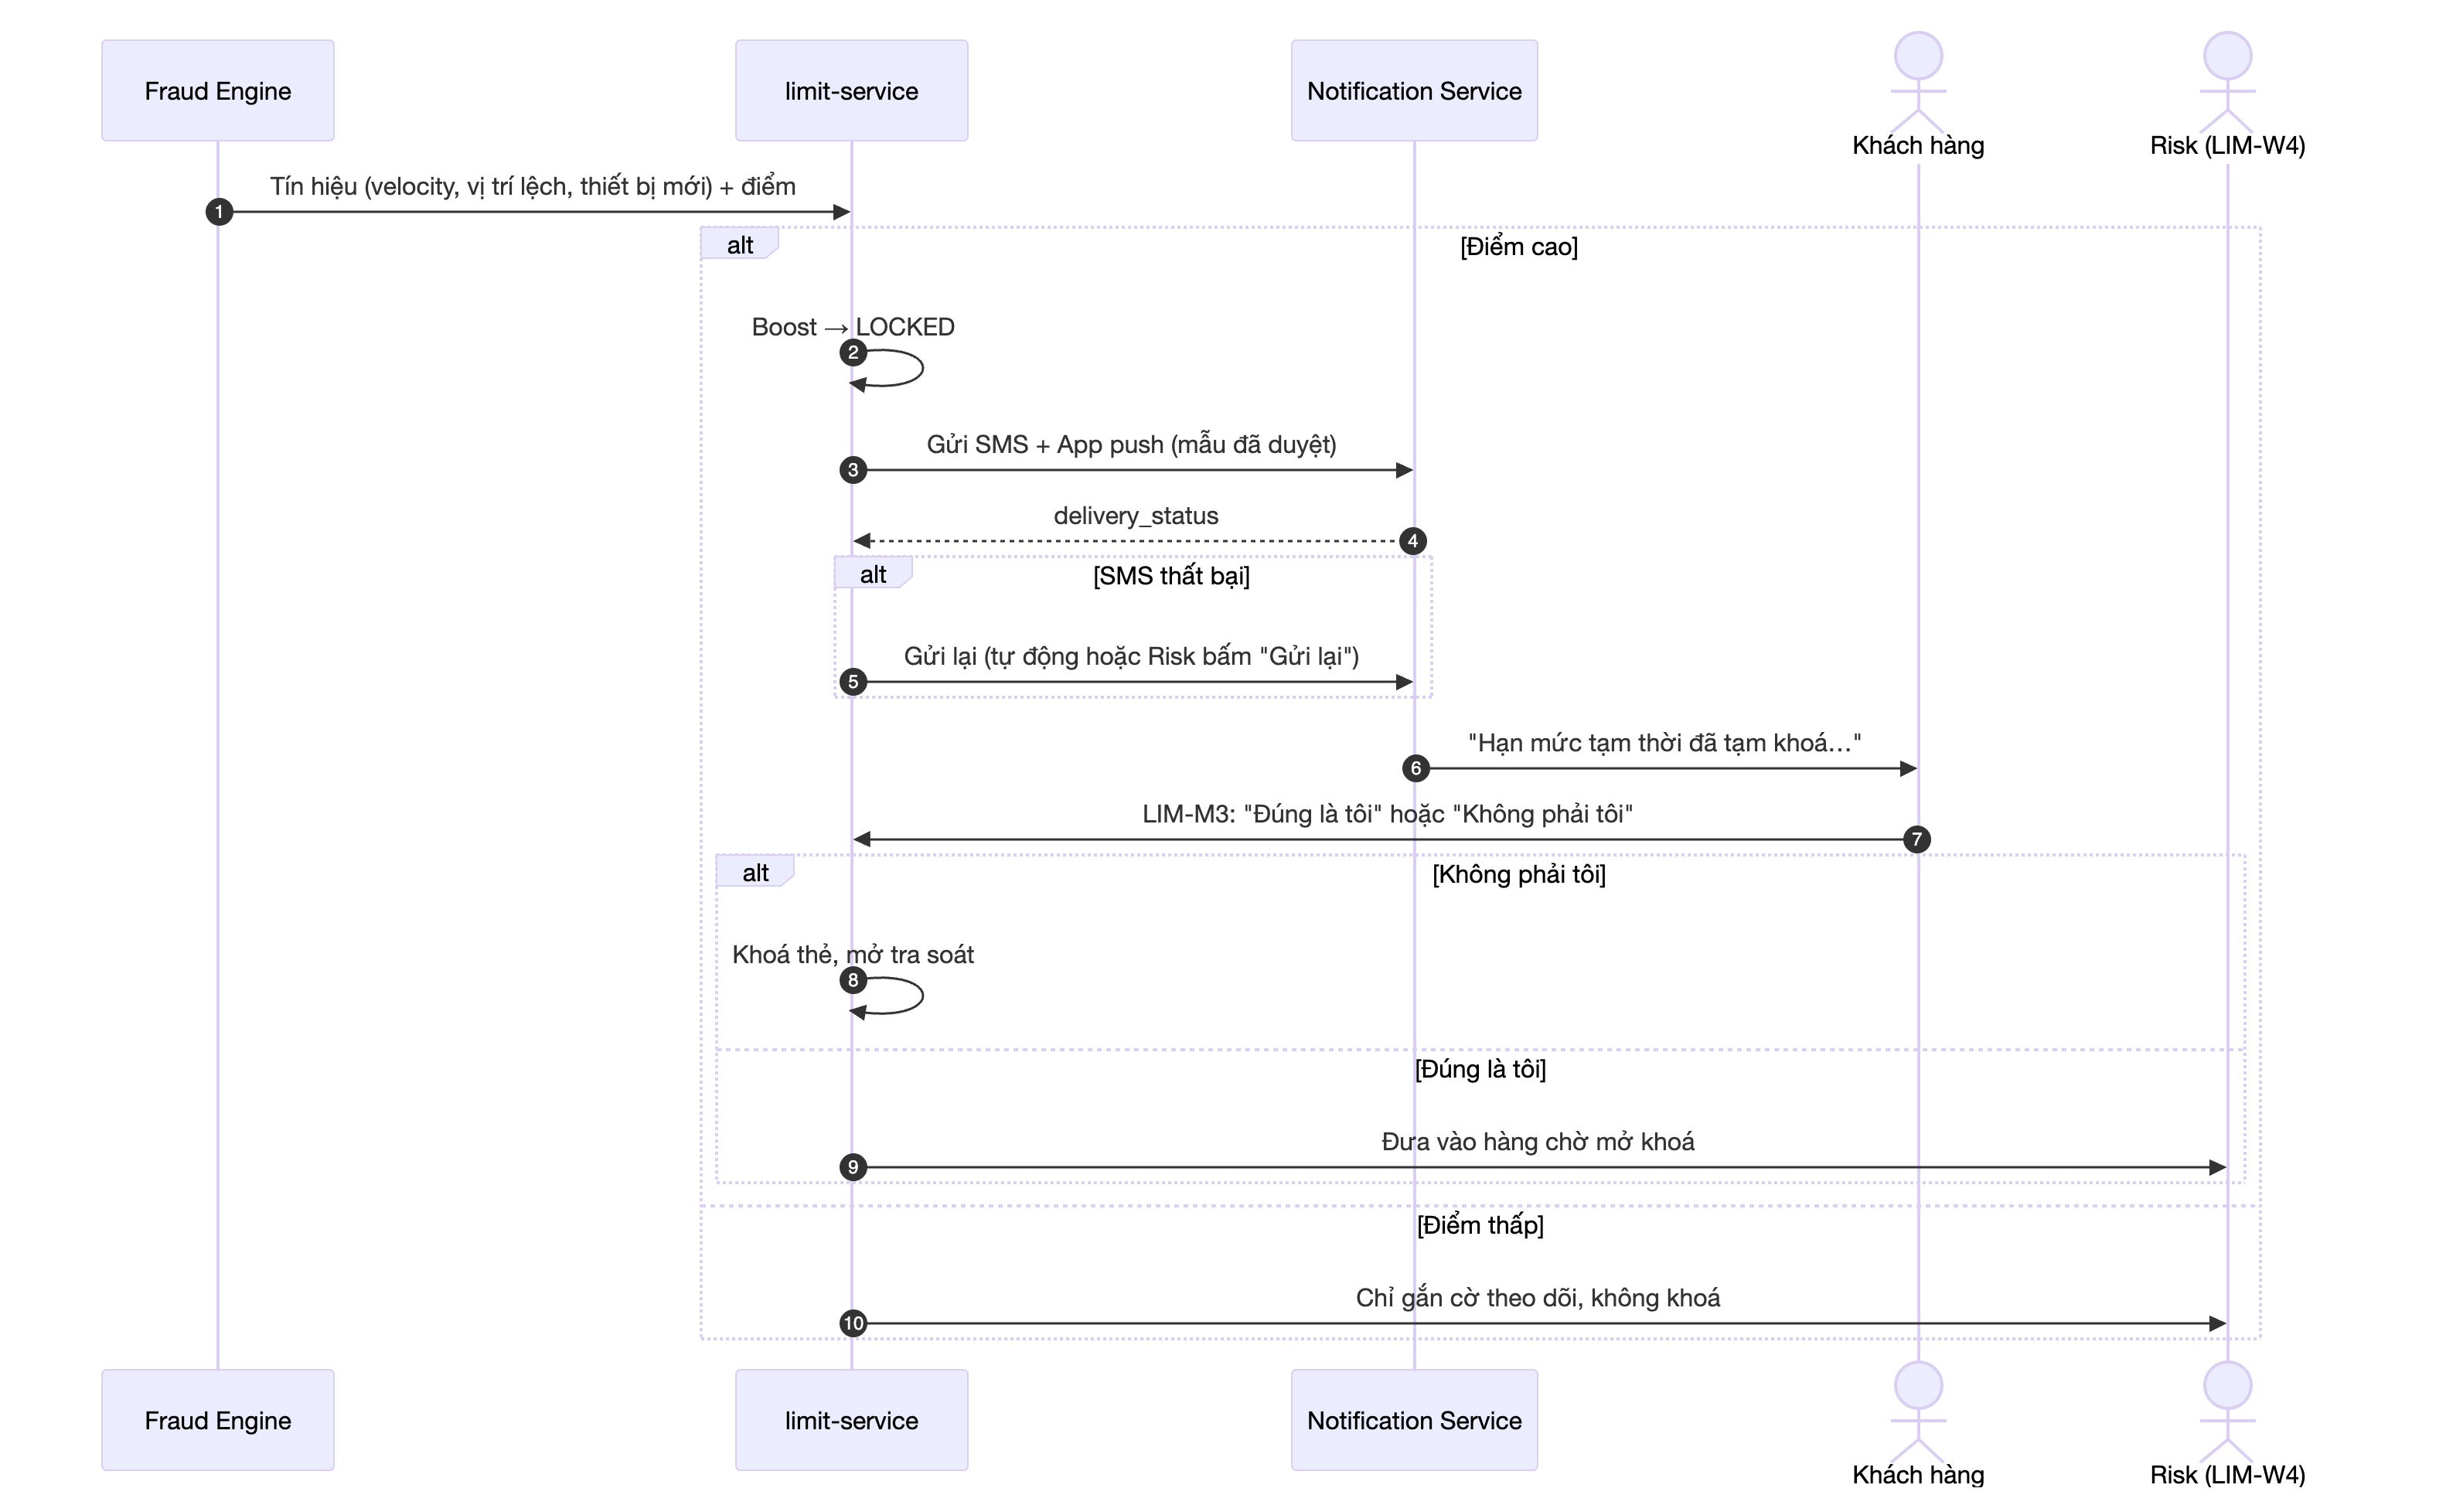 Fraud Engine
limit-service
Notification Service
Khách hàng
Risk (LIM-W4)
Tín hiệu (velocity, vị trí lệch, thiết bị mới) + điểm
1
alt
[Điểm cao]
Boost → LOCKED
2
Gửi SMS + App push (mẫu đã duyệt)
3
delivery_status
4
alt
[SMS thất bại]
Gửi lại (tự động hoặc Risk bấm "Gửi lại")
5
"Hạn mức tạm thời đã tạm khoá…"
6
LIM-M3: "Đúng là tôi" hoặc "Không phải tôi"
7
alt
[Không phải tôi]
Khoá thẻ, mở tra soát
8
[Đúng là tôi]
Đưa vào hàng chờ mở khoá
9
[Điểm thấp]
Chỉ gắn cờ theo dõi, không khoá
10
Fraud Engine
limit-service
Notification Service
Khách hàng
Risk (LIM-W4)